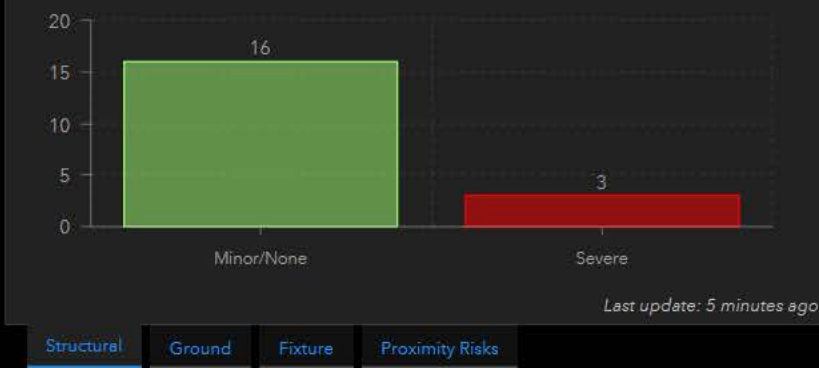 20
16
15
10
5
3
0
Minor/None Severe
Last update: 5 minutes ago
Structural Ground Fixture Proximity Risks